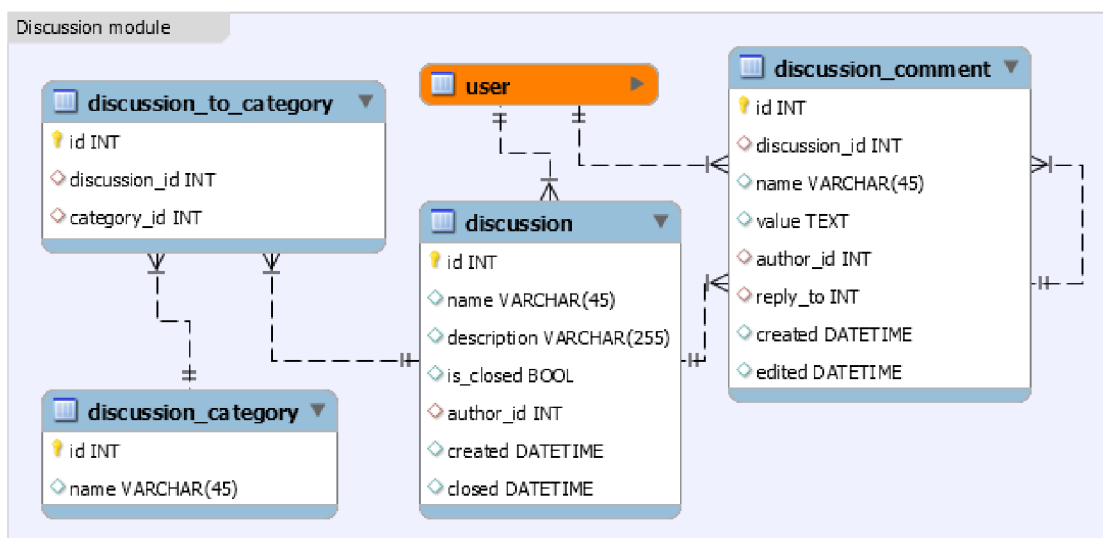 Discussion module
discussion_to_category
id INT
discussion_id INT
category_id INT
user
discussion_comment
id INT
discussion_id INT
name VARCHAR(45)
value TEXT
author_id INT
reply_to INT
created DATETIME
edited DATETIME
discussion
id INT
name VARCHAR(45)
description VARCHAR(255)
is_closed BOOL
author_id INT
created DATETIME
closed DATETIME
discussion_category
id INT
name VARCHAR(45)